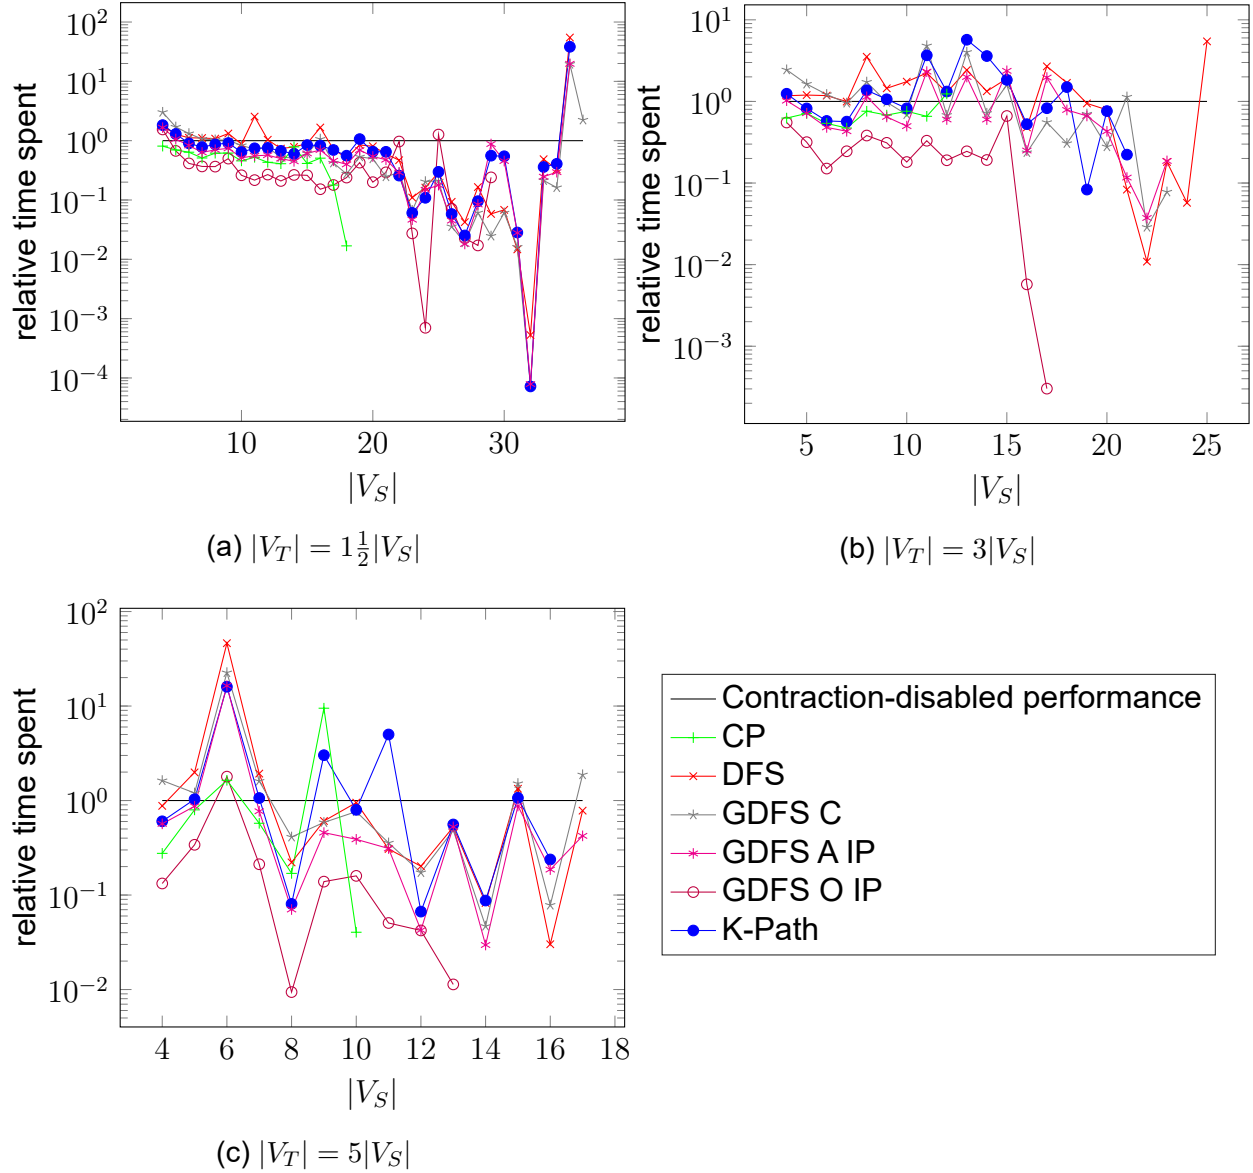 10^2
10^1
10^0
10^{-1}
10^{-2}
10^{-3}
10^{-4}
relative time spent
10
20
30
|V_S|
(a) |V_T| = 1\frac{1}{2}|V_S|
10^1
10^0
10^{-1}
10^{-2}
10^{-3}
relative time spent
5
10
15
20
25
|V_S|
(b) |V_T| = 3|V_S|
10^2
10^1
10^0
10^{-1}
10^{-2}
relative time spent
4
6
8
10
12
14
16
18
|V_S|
(c) |V_T| = 5|V_S|
Contraction-disabled performance
CP
DFS
GDFS C
GDFS A IP
GDFS O IP
K-Path